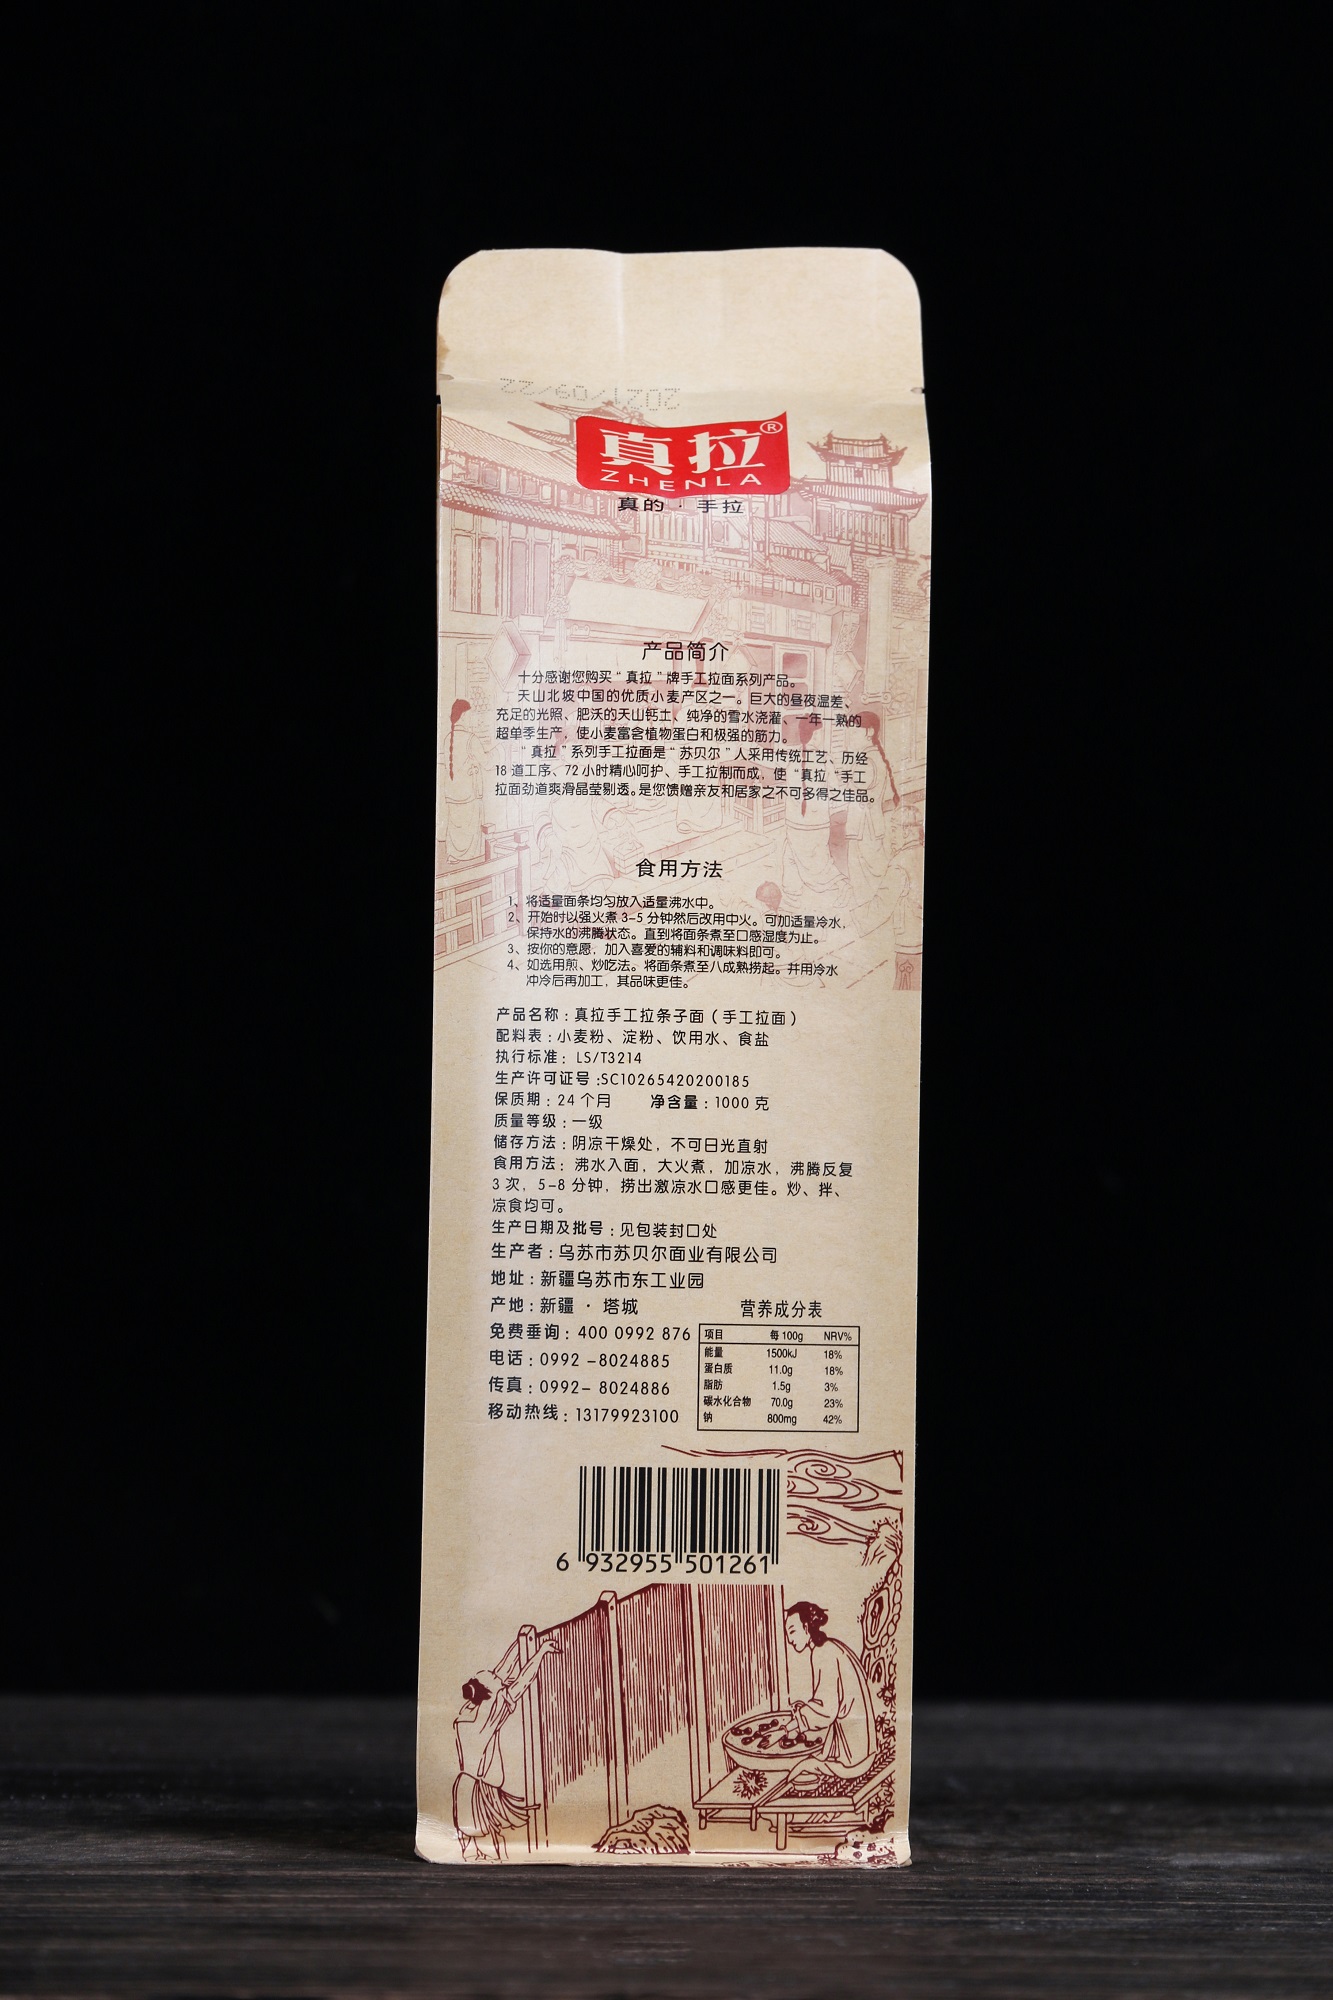 2021/09/22
真拉®
ZHENLA
真的·手拉
产品简介
十分感谢您购买“真拉”牌手工拉面系列产品。
天山北坡中国的优质小麦产区之一。巨大的昼夜温差、
充足的光照、肥沃的天山钙土、纯净的雪水浇灌、一年一熟的
超单季生产，使小麦富含植物蛋白和极强的筋力。
“真拉”系列手工拉面是“苏贝尔”人采用传统工艺、历经
18道工序、72小时精心呵护、手工拉制而成，使“真拉“手工
拉面劲道爽滑晶莹剔透。是您馈赠亲友和居家之不可多得之佳品。
食用方法
1、将适量面条均匀放入适量沸水中。
2、开始时以强火煮3-5分钟然后改用中火。可加适量冷水，
保持水的沸腾状态。直到将面条煮至口感湿度为止。
3、按你的意愿，加入喜爱的辅料和调味料即可。
4、如选用煎、炒吃法。将面条煮至八成熟捞起。并用冷水
冲冷后再加工，其品味更佳。
产品名称：真拉手工拉条子面（手工拉面）
配料表：小麦粉、淀粉、饮用水、食盐
执行标准：LS/T3214
生产许可证号:SC10265420200185
保质期：24个月 净含量：1000克
质量等级：一级
储存方法：阴凉干燥处，不可日光直射
食用方法：沸水入面，大火煮，加凉水，沸腾反复
3次，5-8分钟，捞出激凉水口感更佳。炒、拌、
凉食均可。
生产日期及批号：见包装封口处
生产者：乌苏市苏贝尔面业有限公司
地址：新疆乌苏市东工业园
产地：新疆·塔城
免费垂询：400 0992 876
电话：0992-8024885
传真：0992-8024886
移动热线：13179923100
营养成分表
项目 每100g NRV%
能量 1500kJ 18%
蛋白质 11.0g 18%
脂肪 1.5g 3%
碳水化合物 70.0g 23%
钠 800mg 42%
6 932955 501261